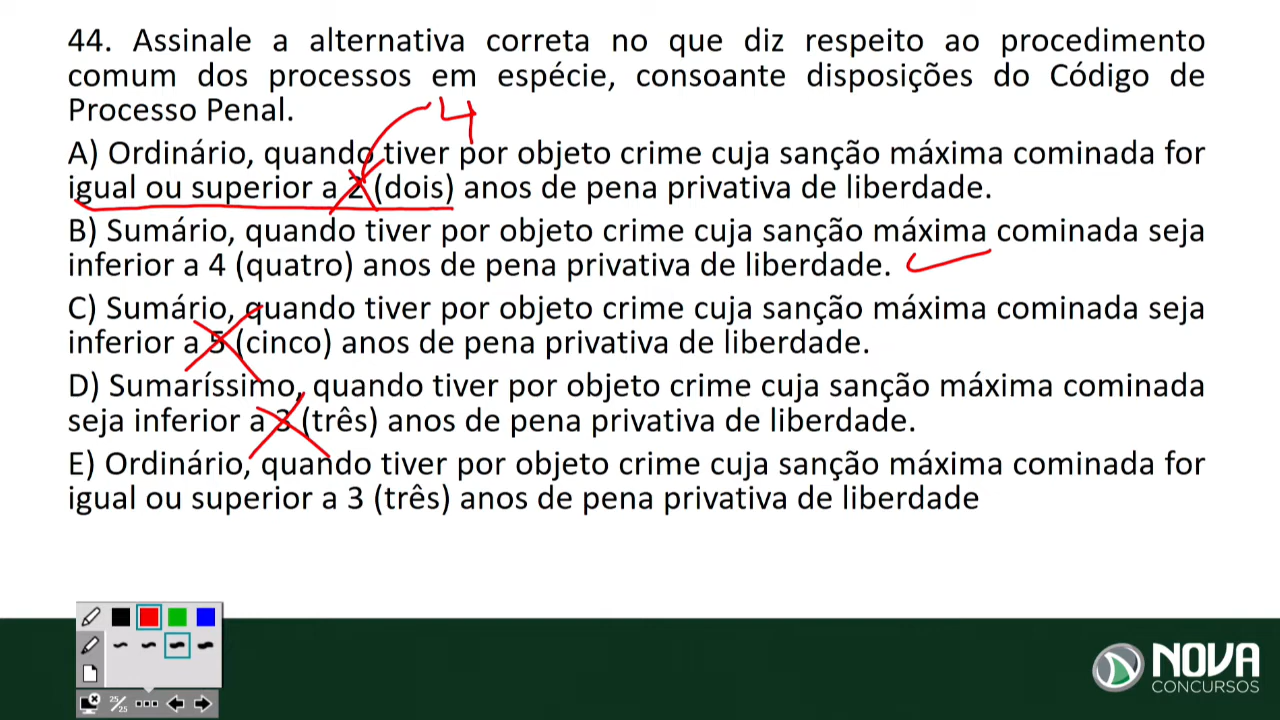 44. Assinale a alternativa correta no que diz respeito ao procedimento
comum dos processos em espécie, consoante disposições do Código de
Processo Penal.
4
A) Ordinário, quando tiver por objeto crime cuja sanção máxima cominada for
igual ou superior a 2 (dois) anos de pena privativa de liberdade.
B) Sumário, quando tiver por objeto crime cuja sanção máxima cominada seja
inferior a 4 (quatro) anos de pena privativa de liberdade.
C) Sumário, quando tiver por objeto crime cuja sanção máxima cominada seja
inferior a 5 (cinco) anos de pena privativa de liberdade.
D) Sumaríssimo, quando tiver por objeto crime cuja sanção máxima cominada
seja inferior a 3 (três) anos de pena privativa de liberdade.
E) Ordinário, quando tiver por objeto crime cuja sanção máxima cominada for
igual ou superior a 3 (três) anos de pena privativa de liberdade
25/25
NOVA
CONCURSOS